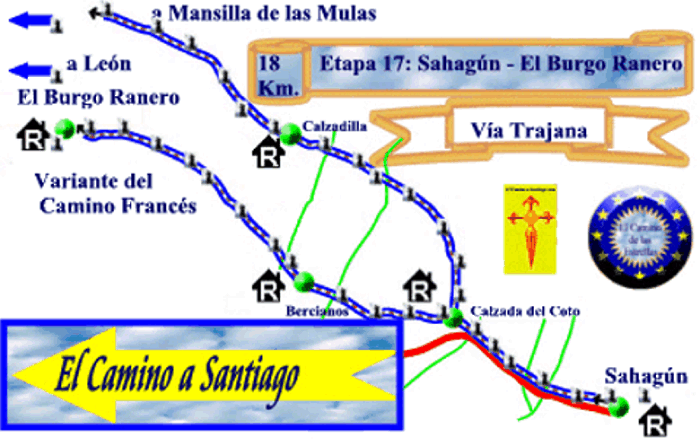 a Mansilla de las Mulas
a León
El Burgo Ranero
18
Km.
Etapa 17: Sahagún - El Burgo Ranero
Vía Trajana
Calzadilla
R
R
Variante del
Camino Francés
El Camino
de las
Estrellas
R
R
Bercianos
Calzada del Coto
El Camino a Santiago
Sahagún
R